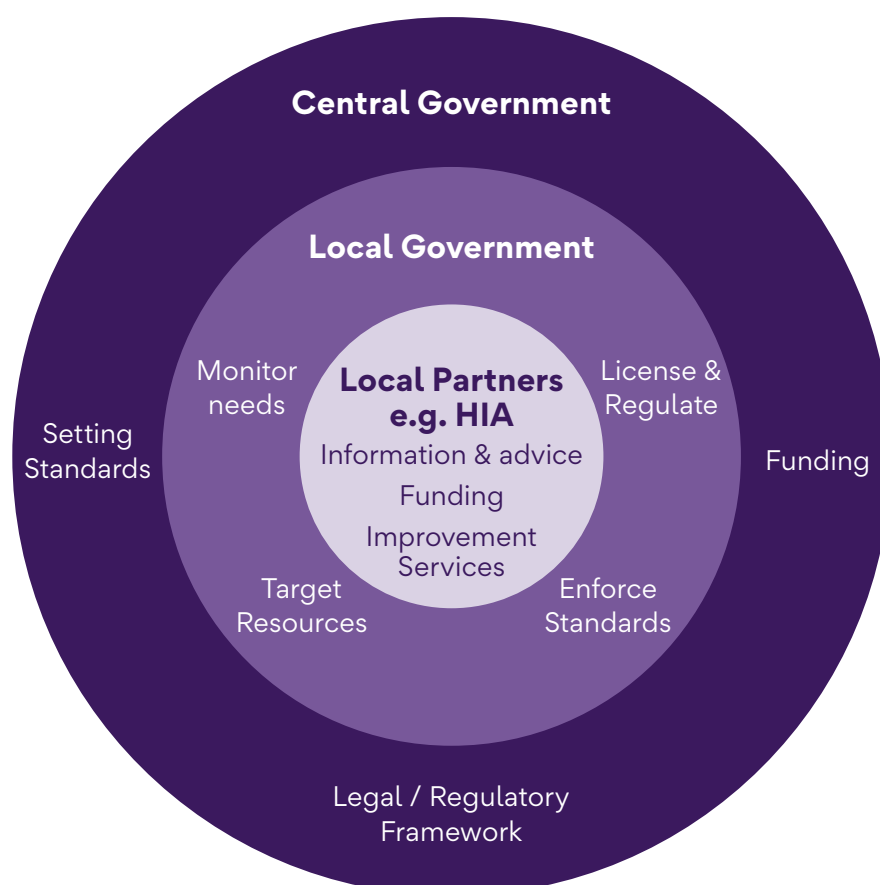 Central Government
Local Government
Monitor
needs
License &
Regulate
Local Partners
e.g. HIA
Information & advice
Funding
Improvement
Services
Setting
Standards
Funding
Target
Resources
Enforce
Standards
Legal / Regulatory
Framework